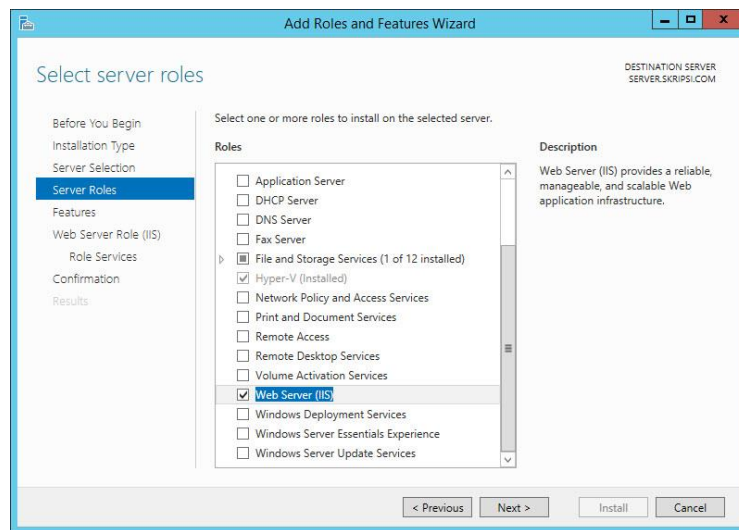 Add Roles and Features Wizard
Select server roles
DESTINATION SERVER
SERVER.SKRIPSI.COM
Before You Begin
Installation Type
Server Selection
Server Roles
Features
Web Server Role (IIS)
Role Services
Confirmation
Results
Select one or more roles to install on the selected server.
Roles
Application Server
DHCP Server
DNS Server
Fax Server
File and Storage Services (1 of 12 installed)
Hyper-V (Installed)
Network Policy and Access Services
Print and Document Services
Remote Access
Remote Desktop Services
Volume Activation Services
Web Server (IIS)
Windows Deployment Services
Windows Server Essentials Experience
Windows Server Update Services
Description
Web Server (IIS) provides a reliable,
manageable, and scalable Web
application infrastructure.
< Previous
Next >
Install
Cancel